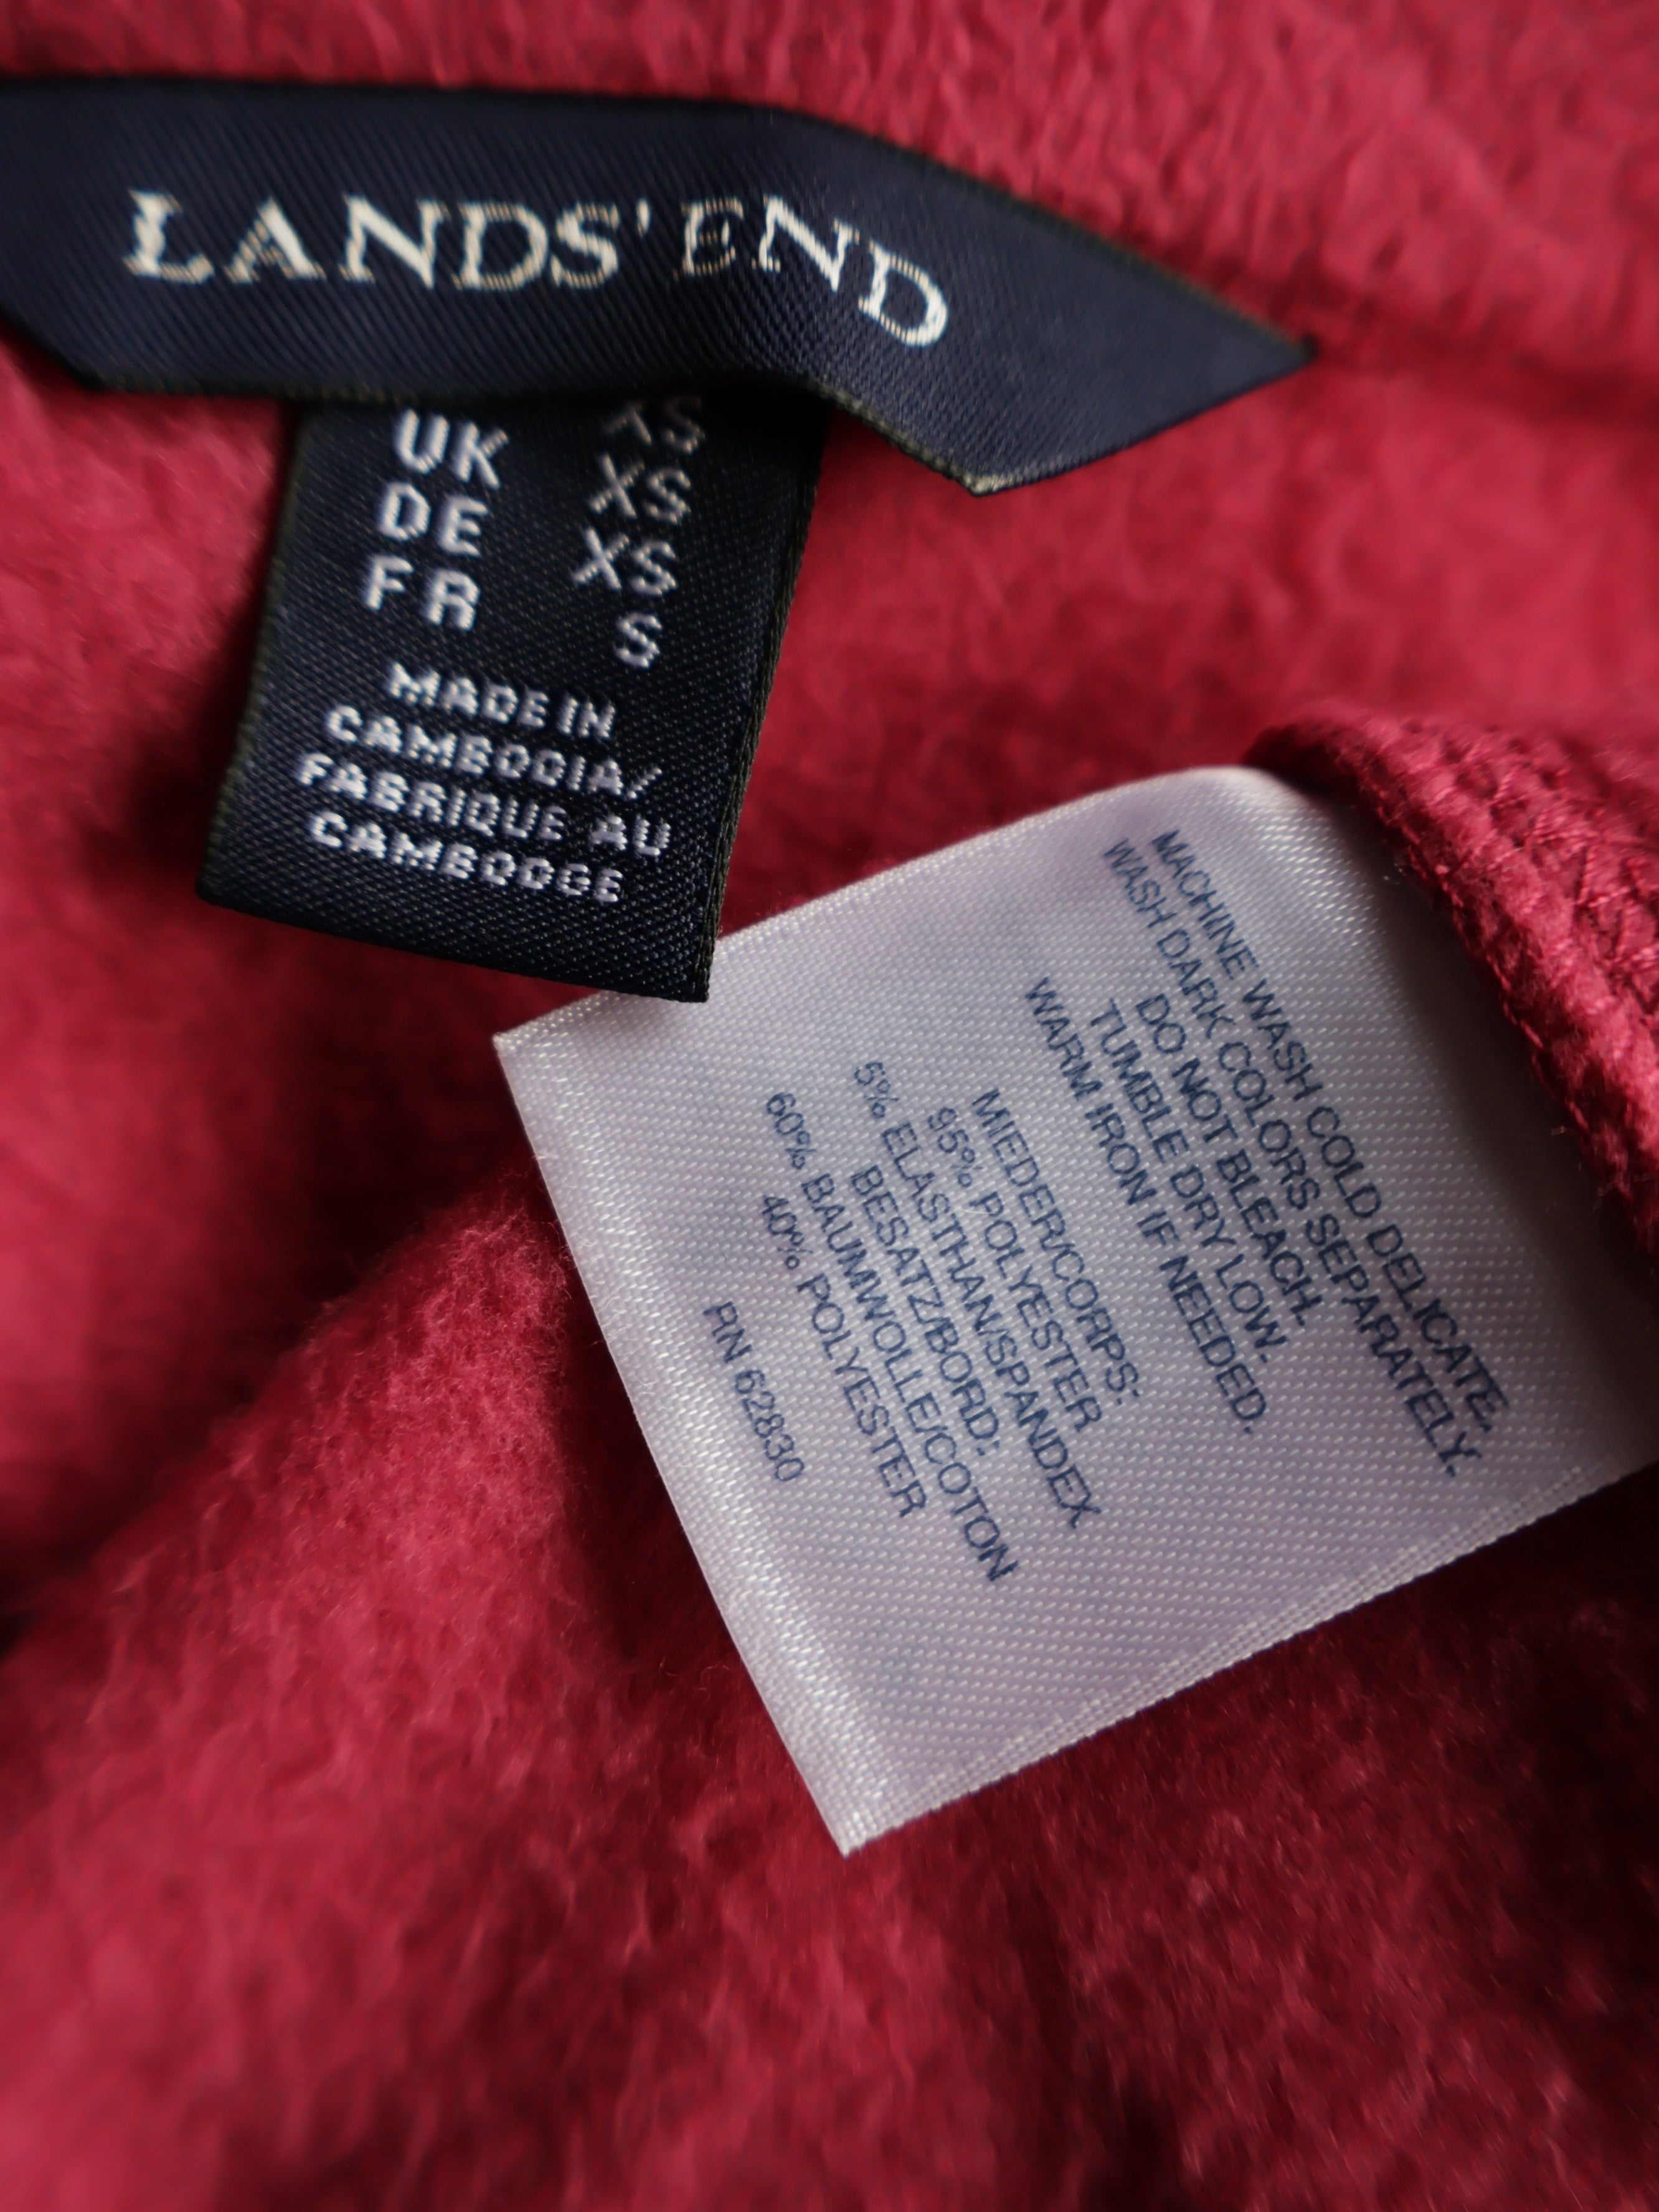 LANDS' END
XS
UK XS
DE XS
FR S
MADE IN
CAMBODIA/
FABRIQUE AU
CAMBODGE
MACHINE WASH COLD DELICATE.
WASH DARK COLORS SEPARATELY.
DO NOT BLEACH.
TUMBLE DRY LOW.
WARM IRON IF NEEDED.
MIEDER/CORPS:
95% POLYESTER
5% ELASTHAN/SPANDEX
BESATZ/BORD:
60% BAUMWOLLE/COTTON
40% POLYESTER
RN 62830